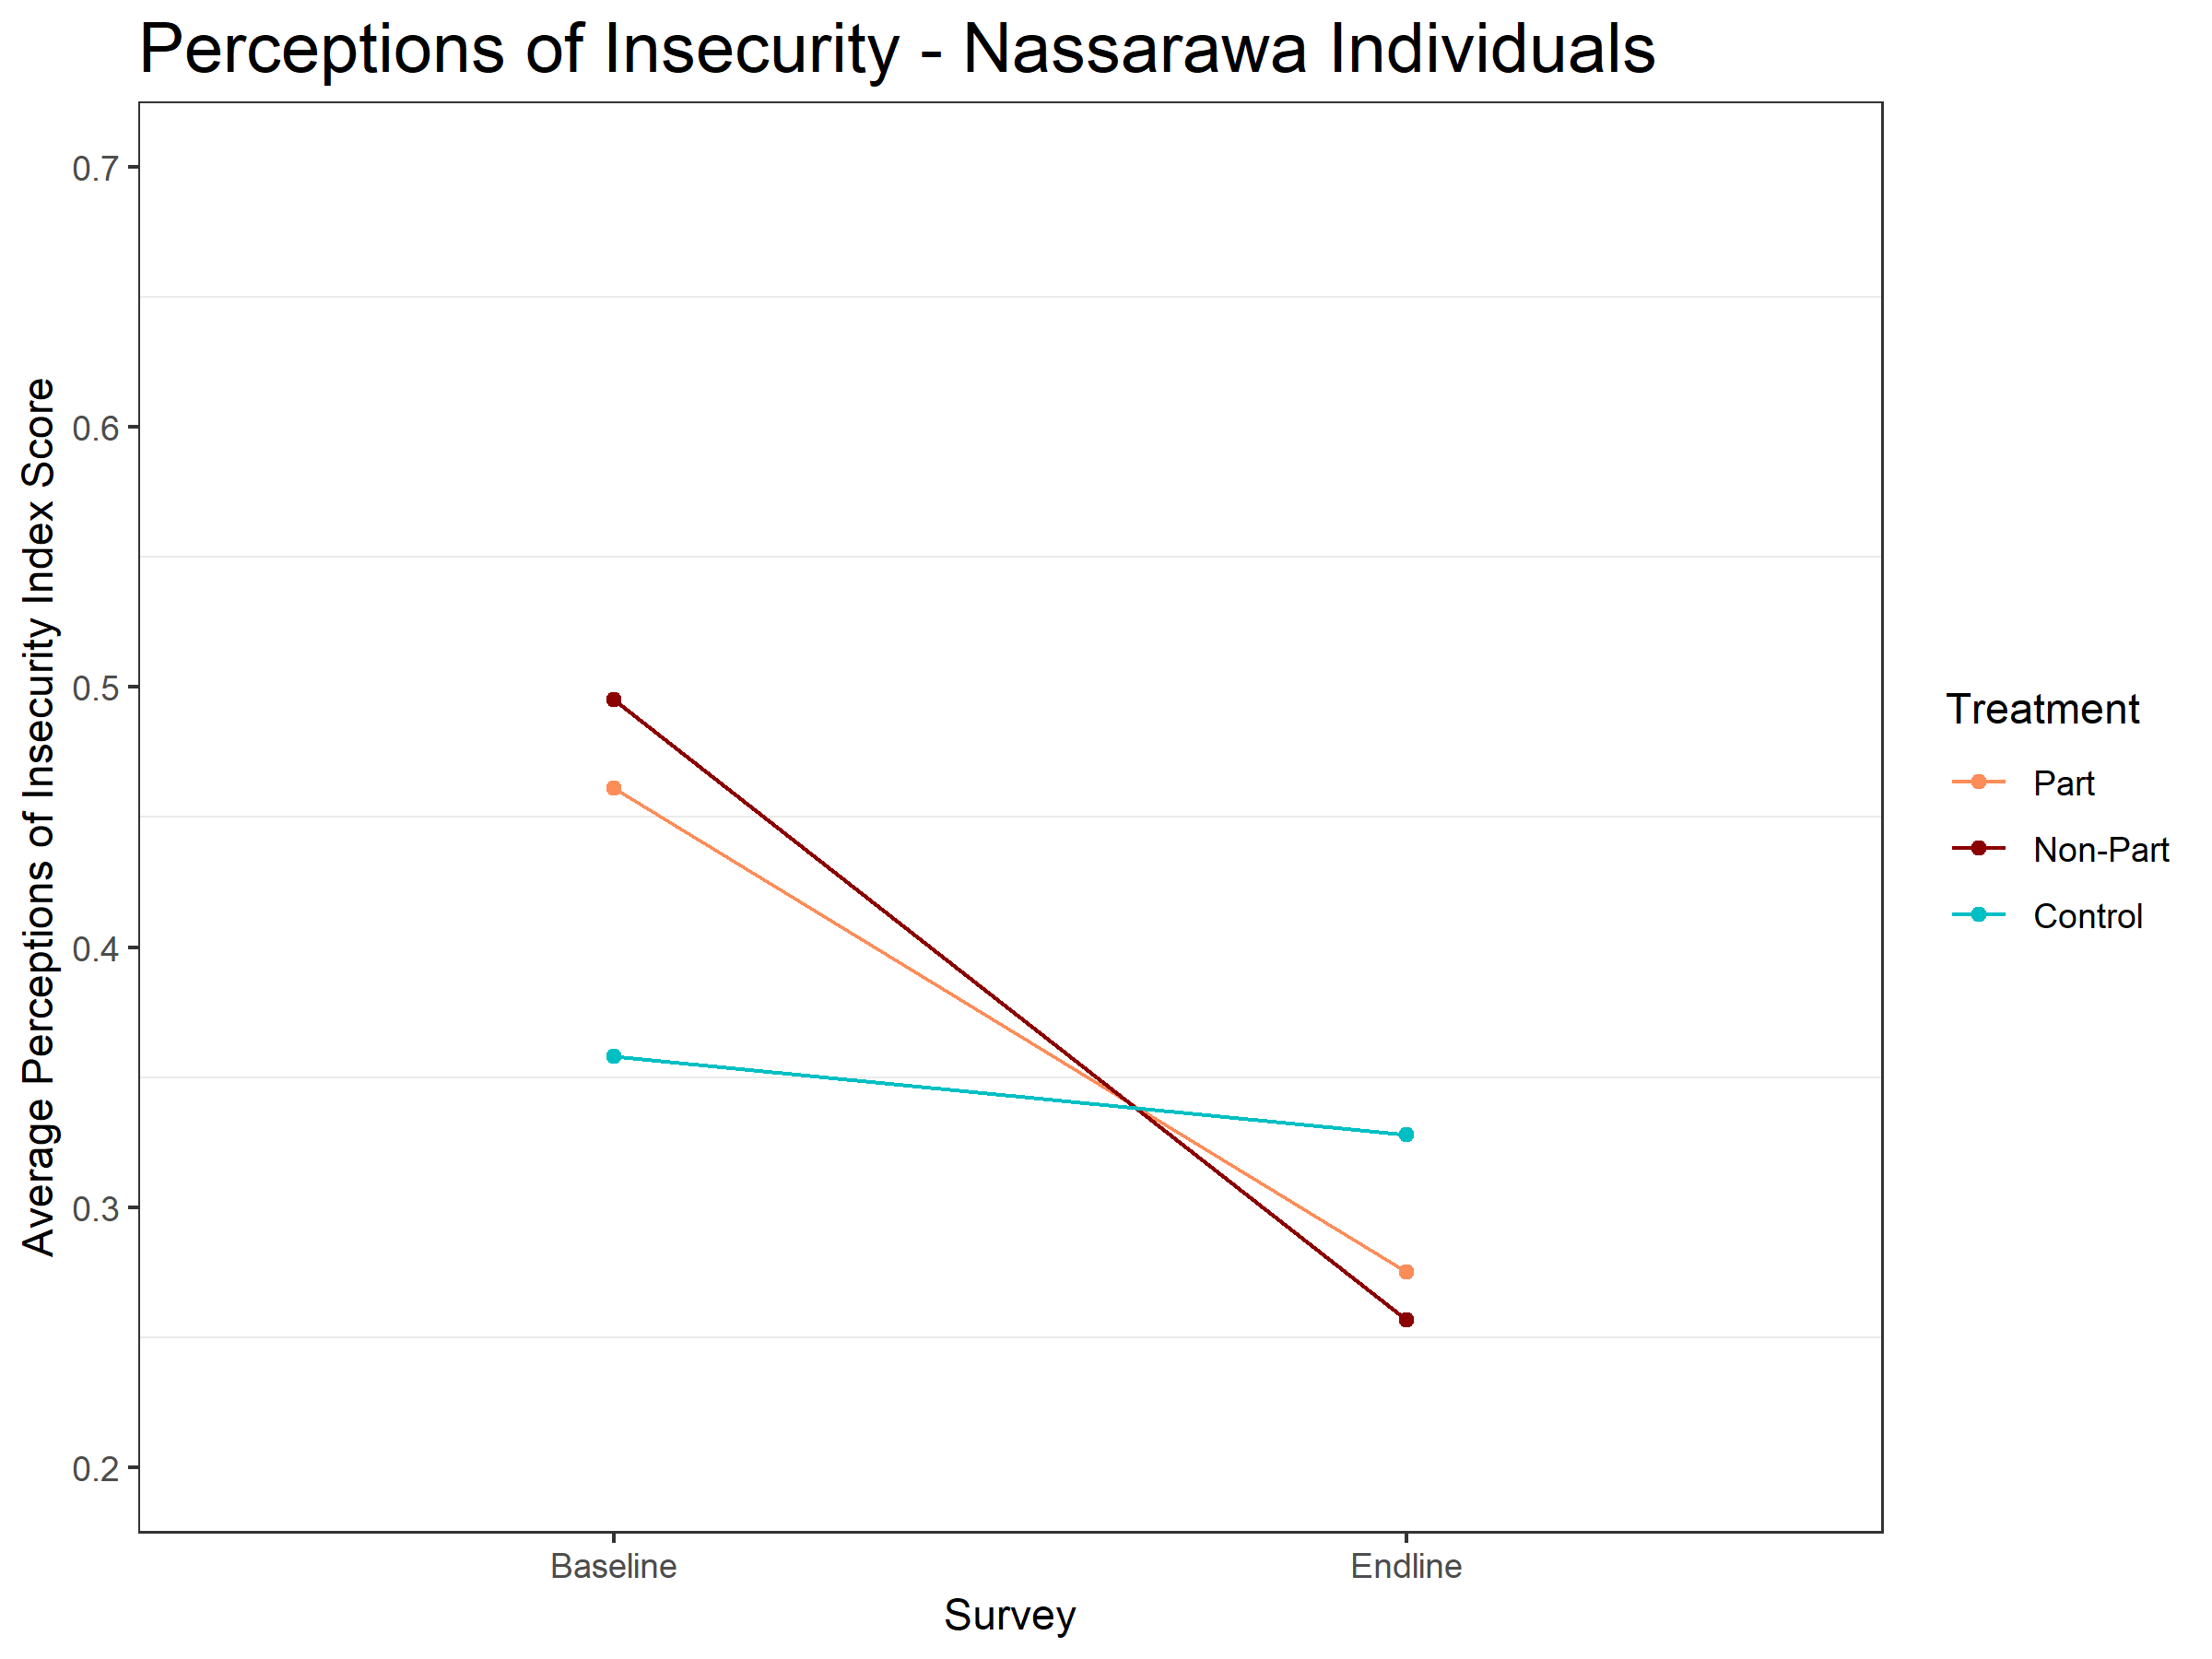 Perceptions of Insecurity - Nassarawa Individuals
Average Perceptions of Insecurity Index Score
0.7
0.6
0.5
0.4
0.3
0.2
Baseline
Endline
Survey
Treatment
Part
Non-Part
Control